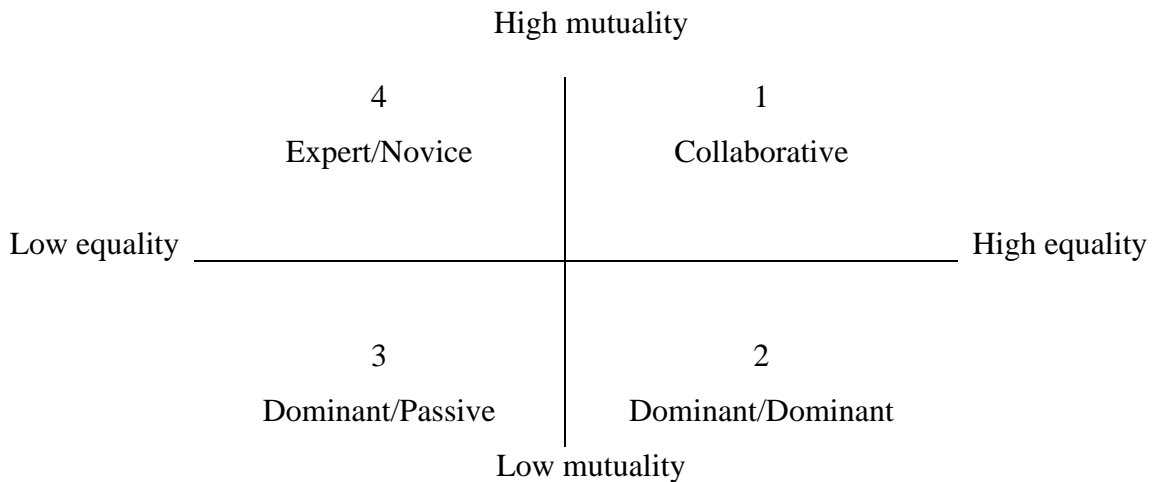 High mutuality
4 1
Expert/Novice Collaborative
Low equality High equality
3 2
Dominant/Passive Dominant/Dominant
Low mutuality